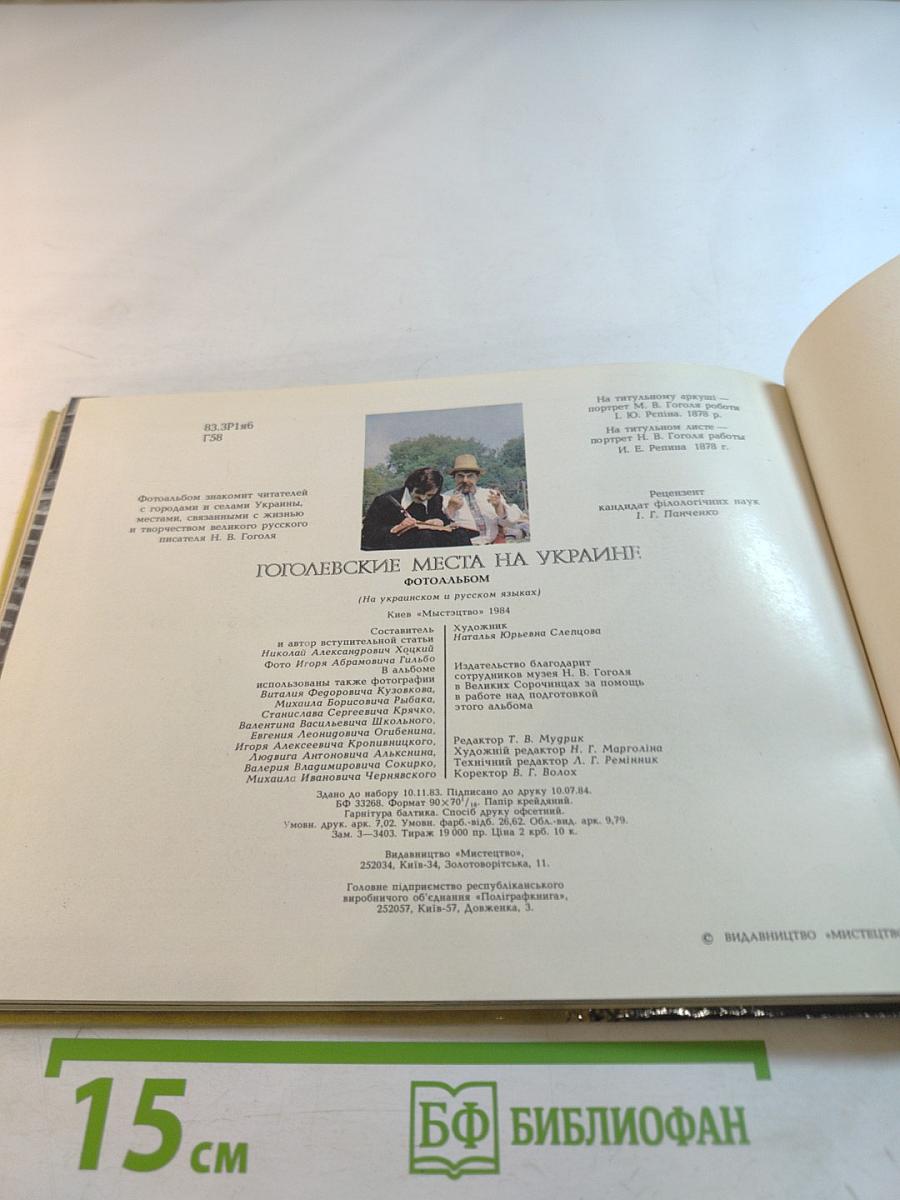 83.3Р1я6
Г58
Фотоальбом знакомит читателей
с городами и селами Украины,
местами, связанными с жизнью
и творчеством великого русского
писателя Н. В. Гоголя
На титульному аркуші —
портрет М. В. Гоголя роботи
І. Ю. Рєпіна. 1878 р.
На титульном листе —
портрет Н. В. Гоголя работы
И. Е. Репина 1878 г.
Рецензент
кандидат філологічних наук
І. Г. Панченко
ГОГОЛЕВСКИЕ МЕСТА НА УКРАИНЕ
ФОТОАЛЬБОМ
(На украинском и русском языках)
Киев «Мыстэцтво» 1984
Составитель
и автор вступительной статьи
Николай Александрович Хоцкий
Фото Игоря Абрамовича Гильбо
В альбоме
использованы также фотографии
Виталия Федоровича Кузовкова,
Михаила Борисовича Рыбака,
Станислава Сергеевича Крячко,
Валентина Васильевича Школьного,
Евгения Леонидовича Огибенина,
Игоря Алексеевича Кропивницкого,
Людвига Антоновича Алькснина,
Валерия Владимировича Сокирко,
Михаила Ивановича Чернявского
Художник
Наталья Юрьевна Слепцова
Издательство благодарит
сотрудников музея Н. В. Гоголя
в Великих Сорочинцах за помощь
в работе над подготовкой
этого альбома
Редактор Т. В. Мудрик
Художній редактор Н. Г. Марголіна
Технічний редактор Л. Г. Ремінник
Коректор В. Г. Волох
Здано до набору 10.11.83. Підписано до друку 10.07.84.
БФ 33268. Формат 90×70¹/₁₆. Папір крейдяний.
Гарнітура балтика. Спосіб друку офсетний.
Умовн. друк. арк. 7,02. Умовн. фарб.-відб. 26,62. Обл.-вид. арк. 9,79.
Зам. 3—3403. Тираж 19 000 пр. Ціна 2 крб. 10 к.
Видавництво «Мистецтво»,
252034, Київ-34, Золотоворітська, 11.
Головне підприємство республіканського
виробничого об'єднання «Поліграфкнига»,
252057, Київ-57, Довженка, 3.
© ВИДАВНИЦТВО «МИСТЕЦТВО
15 см
БФ БИБЛИОФАН